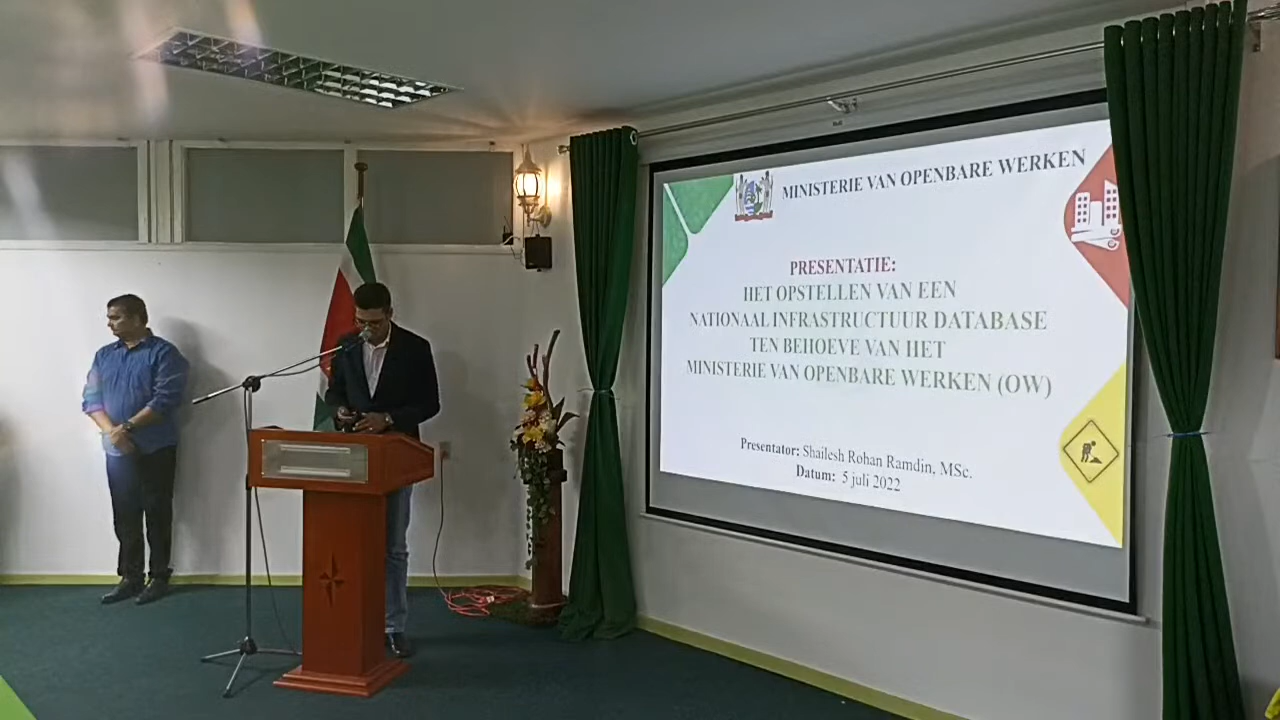 MINISTERIE VAN OPENBARE WERKEN
PRESENTATIE:
HET OPSTELLEN VAN EEN
NATIONAAL INFRASTRUCTUUR DATABASE
TEN BEHOEVE VAN HET
MINISTERIE VAN OPENBARE WERKEN (OW)
Presentator: Shailesh Rohan Ramdin, MSc.
Datum: 5 juli 2022